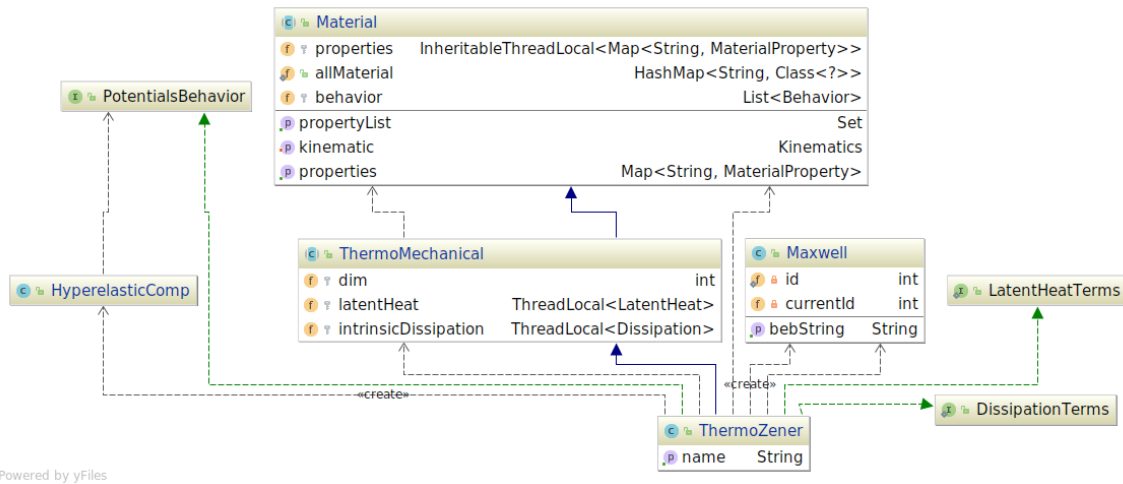 Material
properties InheritableThreadLocal<Map<String, MaterialProperty>>
allMaterial HashMap<String, Class<?>>
behavior List<Behavior>
propertyList Set
kinematic Kinematics
properties Map<String, MaterialProperty>
PotentialsBehavior
ThermoMechanical
dim int
latentHeat ThreadLocal<LatentHeat>
intrinsicDissipation ThreadLocal<Dissipation>
Maxwell
id int
currentId int
bebString String
HyperelasticComp
LatentHeatTerms
«create»
«create»
DissipationTerms
ThermoZener
name String
Powered by yFiles